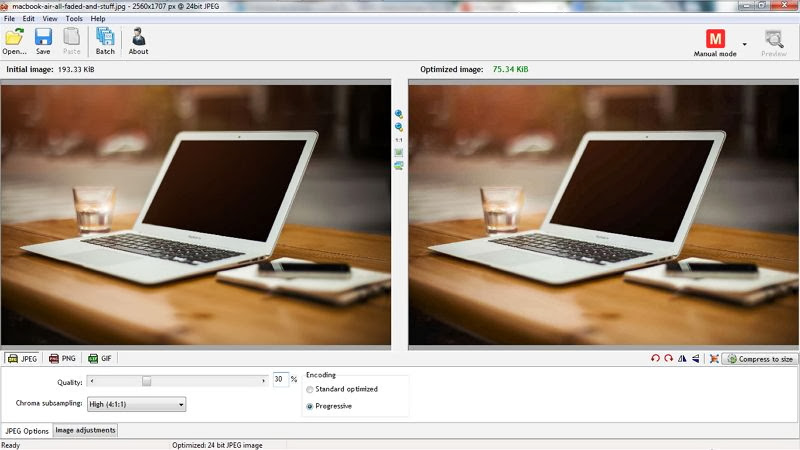 macbook-air-all-faded-and-stuff.jpg - 2560x1707 px @ 24bit JPEG
File Edit View Tools Help
Open... Save Paste Batch About
M
Manual mode Preview
Initial image: 193.33 KiB
Optimized image: 75.34 KiB
1:1
JPEG PNG GIF
Compress to size
Quality: 30 %
Chroma subsampling: High (4:1:1)
Encoding
Standard optimized
Progressive
JPEG Options Image adjustments
Ready Optimized: 24 bit JPEG image